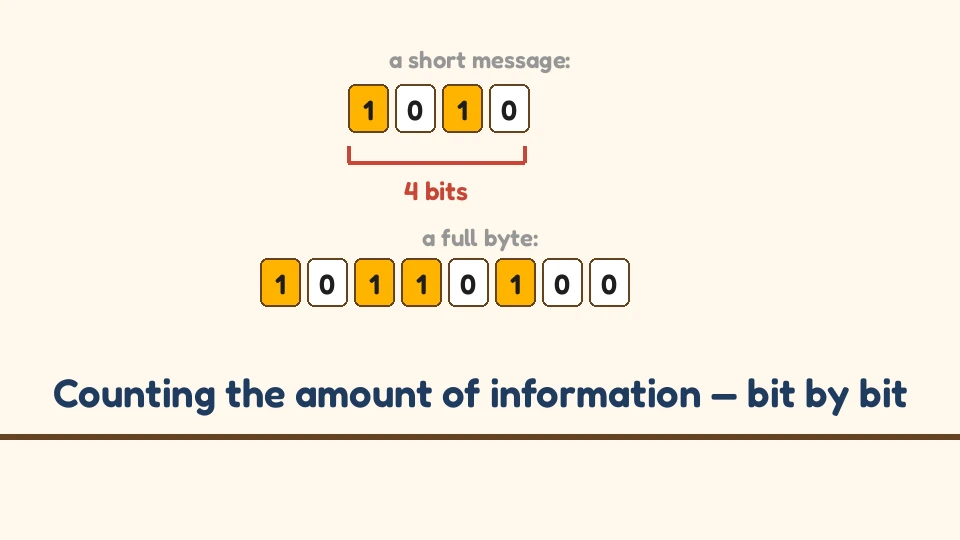 a short message:
1 0 1 0
4 bits
a full byte:
1 0 1 1 0 1 0 0
Counting the amount of information — bit by bit